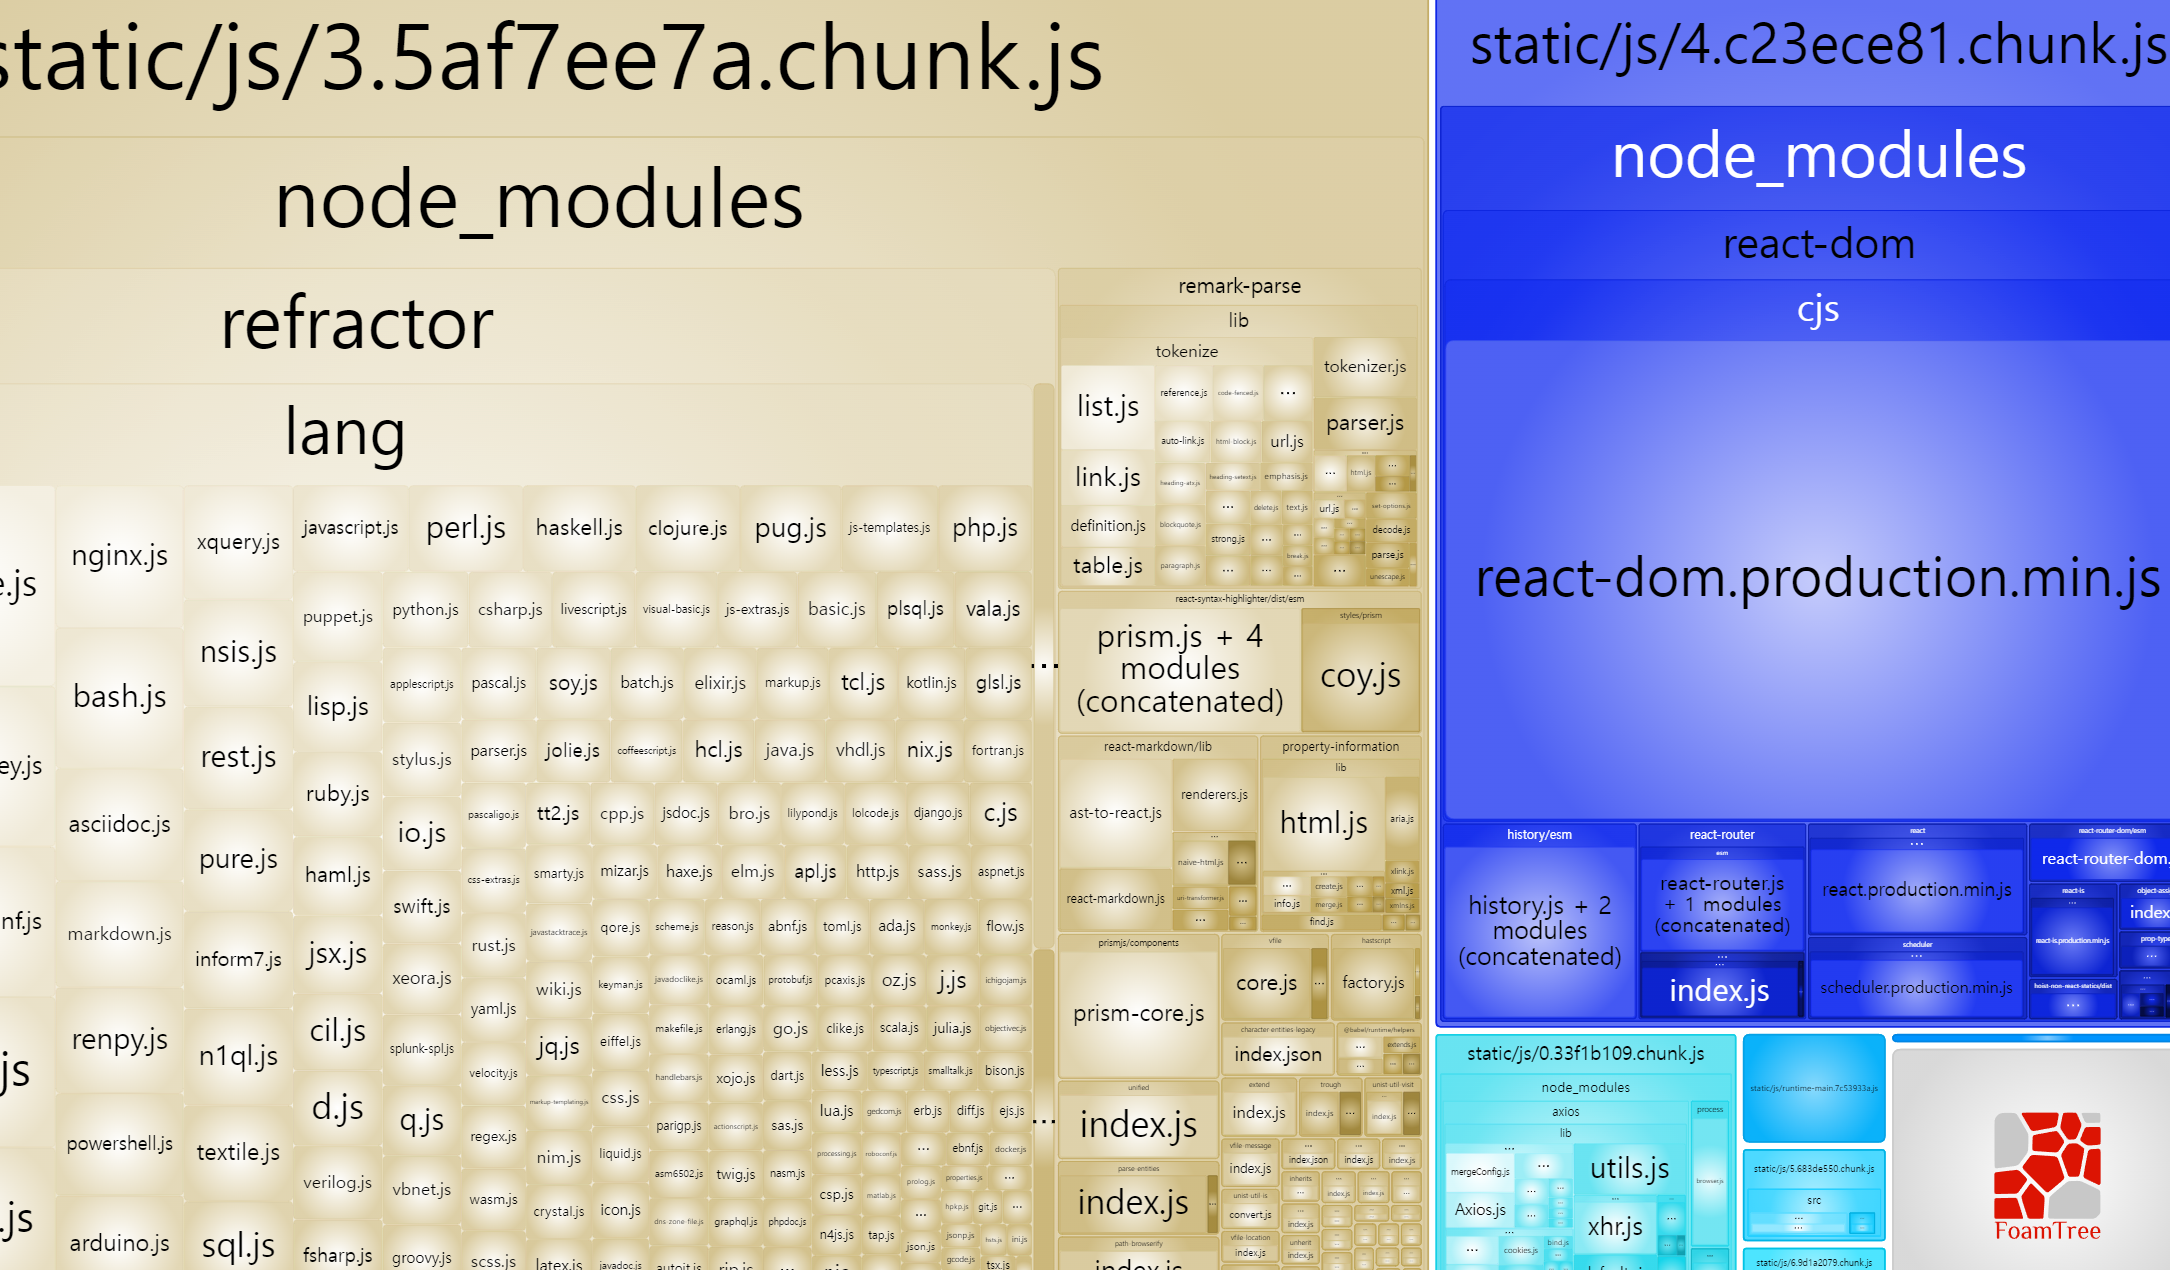 static/js/3.5af7ee7a.chunk.js
node_modules
refractor
lang
e.js
ey.js
nf.js
js
.js
nginx.js
bash.js
asciidoc.js
markdown.js
renpy.js
powershell.js
arduino.js
xquery.js
nsis.js
rest.js
pure.js
inform7.js
n1ql.js
textile.js
sql.js
javascript.js
perl.js
haskell.js
clojure.js
pug.js
js-templates.js
php.js
puppet.js
lisp.js
ruby.js
haml.js
jsx.js
cil.js
d.js
verilog.js
fsharp.js
python.js
csharp.js
livescript.js
visual-basic.js
js-extras.js
basic.js
plsql.js
vala.js
applescript.js
pascal.js
soy.js
batch.js
elixir.js
markup.js
tcl.js
kotlin.js
glsl.js
stylus.js
parser.js
jolie.js
coffeescript.js
hcl.js
java.js
vhdl.js
nix.js
fortran.js
io.js
pascaligo.js
tt2.js
cpp.js
jsdoc.js
bro.js
lilypond.js
lolcode.js
django.js
c.js
css-extras.js
smarty.js
mizar.js
haxe.js
elm.js
apl.js
http.js
sass.js
aspnet.js
swift.js
rust.js
javastacktrace.js
qore.js
scheme.js
reason.js
abnf.js
toml.js
ada.js
monkey.js
flow.js
xeora.js
yaml.js
wiki.js
keyman.js
javadoclike.js
ocaml.js
protobuf.js
pcaxis.js
oz.js
j.js
ichigojam.js
splunk-spl.js
velocity.js
jq.js
eiffel.js
makefile.js
erlang.js
go.js
clike.js
scala.js
julia.js
objectivec.js
handlebars.js
xojo.js
dart.js
less.js
typescript.js
smalltalk.js
bison.js
q.js
regex.js
markup-templating.js
css.js
parigp.js
actionscript.js
sas.js
lua.js
gedcom.js
erb.js
diff.js
ejs.js
vbnet.js
wasm.js
nim.js
liquid.js
asm6502.js
twig.js
nasm.js
processing.js
roboconf.js
...
ebnf.js
docker.js
csp.js
matlab.js
prolog.js
properties.js
...
groovy.js
scss.js
crystal.js
icon.js
dns-zone-file.js
graphql.js
phpdoc.js
n4js.js
tap.js
...
json.js
hpkp.js
git.js
...
jsonp.js
hsts.js
ini.js
gcode.js
tsx.js
latex.js
javadoc.js
autoit.js
rip.js
...
...
...
remark-parse
lib
tokenize
list.js
link.js
definition.js
table.js
reference.js
code-fenced.js
...
auto-link.js
html-block.js
url.js
heading-atx.js
heading-setext.js
emphasis.js
blockquote.js
...
delete.js
text.js
strong.js
...
break.js
paragraph.js
...
tokenizer.js
parser.js
...
html.js
...
url.js
...
set-options.js
decode.js
parse.js
unescape.js
react-syntax-highlighter/dist/esm
prism.js + 4
modules
(concatenated)
styles/prism
coy.js
react-markdown/lib
ast-to-react.js
react-markdown.js
renderers.js
...
naive-html.js
...
uri-transformer.js
...
property-information
lib
html.js
aria.js
xlink.js
xml.js
xmlns.js
...
info.js
create.js
merge.js
find.js
prismjs/components
prism-core.js
vfile
core.js
...
hastscript
factory.js
character-entities-legacy
index.json
@babel/runtime/helpers
...
extends.js
unified
index.js
extend
index.js
trough
index.js
...
unist-util-visit
index.js
...
parse-entities
index.js
...
vfile-message
index.js
...
index.json
...
index.js
...
index.js
unist-util-is
convert.js
inherits
...
index.js
index.js
vfile-location
index.js
index.js
unherit
index.js
path-browserify
index.js
static/js/4.c23ece81.chunk.js
node_modules
react-dom
cjs
react-dom.production.min.js
history/esm
history.js + 2
modules
(concatenated)
react-router
esm
react-router.js
+ 1 modules
(concatenated)
...
index.js
react
...
react.production.min.js
scheduler
...
scheduler.production.min.js
react-router-dom/esm
react-router-dom.
react-is
...
react-is.production.min.js
object-assi
index
prop-type
...
hoist-non-react-statics/dist
...
static/js/0.33f1b109.chunk.js
node_modules
axios
lib
...
mergeConfig.js
...
Axios.js
...
cookies.js
bind.js
utils.js
...
xhr.js
...
process
browser.js
...
static/js/runtime-main.7c53933a.js
static/js/5.683de550.chunk.js
src
...
static/js/6.9d1a2079.chunk.js
FoamTree